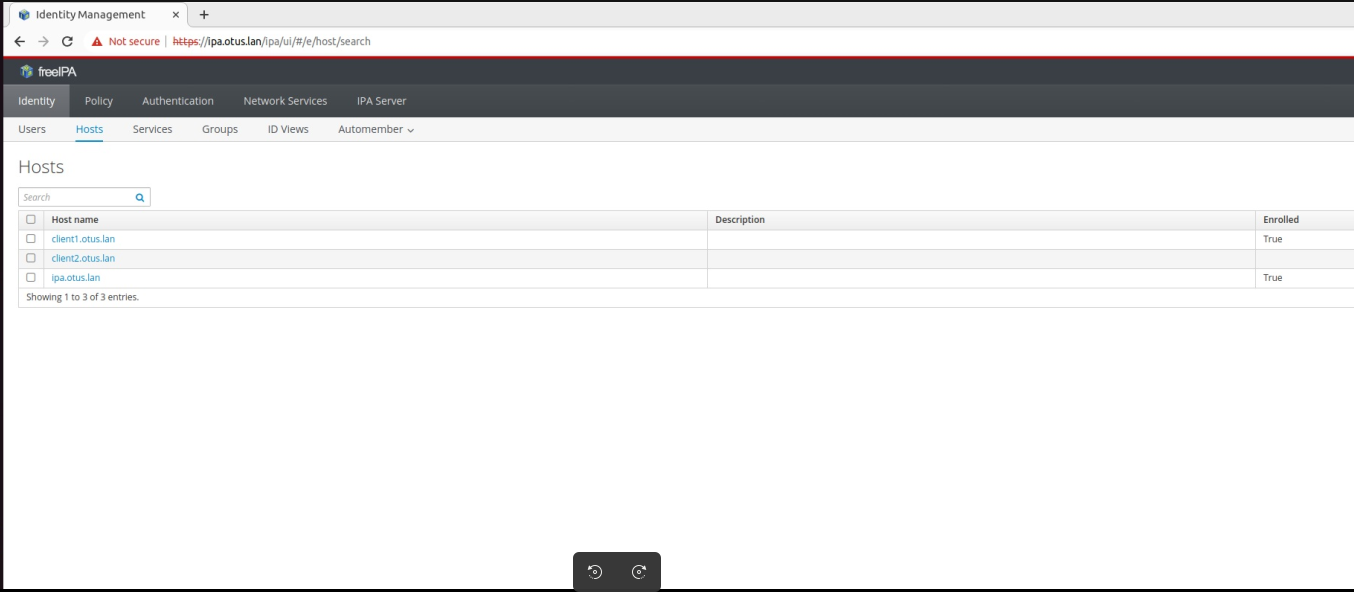 Identity Management × +
Not secure | https://ipa.otus.lan/ipa/ui/#/e/host/search
freeIPA
Identity Policy Authentication Network Services IPA Server
Users Hosts Services Groups ID Views Automember
Hosts
Search
Host name Description Enrolled
client1.otus.lan True
client2.otus.lan
ipa.otus.lan True
Showing 1 to 3 of 3 entries.